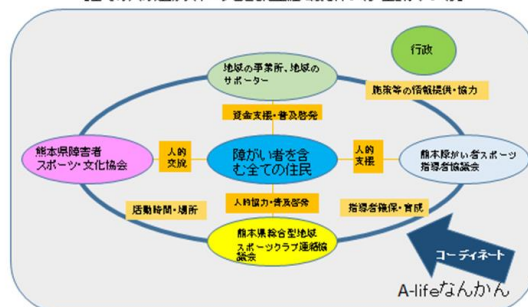 行政
地域の事業所、地域の
サポーター
施策等の情報提供・協力
資金支援・普及啓発
熊本県障害者
スポーツ・文化協会
人的
交流
障がい者を含
む全ての住民
人的
支援
熊本障がい者スポーツ
指導者協議会
人的協力・普及啓発
活動時間・場所
指導者確保・育成
熊本県総合型地域
スポーツクラブ連絡協
議会
コーディネート
A-lifeなんかん